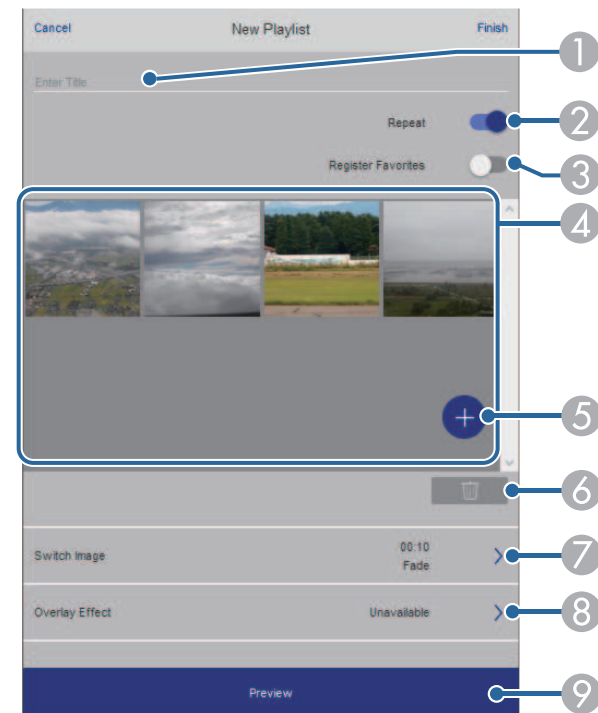 Cancel New Playlist Finish
1
Enter Title
Repeat 2
Register Favorites 3
4
+ 5
6
Switch Image 00:10 7
Fade
Overlay Effect Unavailable 8
Preview 9